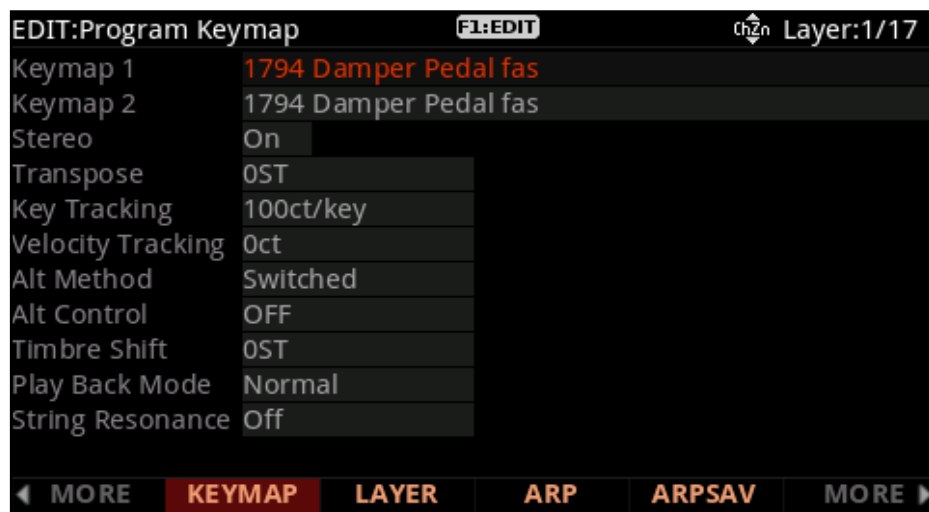 EDIT:Program Keymap F1:EDIT Ch Zn Layer:1/17
Keymap 1 1794 Damper Pedal fas
Keymap 2 1794 Damper Pedal fas
Stereo On
Transpose 0ST
Key Tracking 100ct/key
Velocity Tracking 0ct
Alt Method Switched
Alt Control OFF
Timbre Shift 0ST
Play Back Mode Normal
String Resonance Off
MORE KEYMAP LAYER ARP ARPSAV MORE